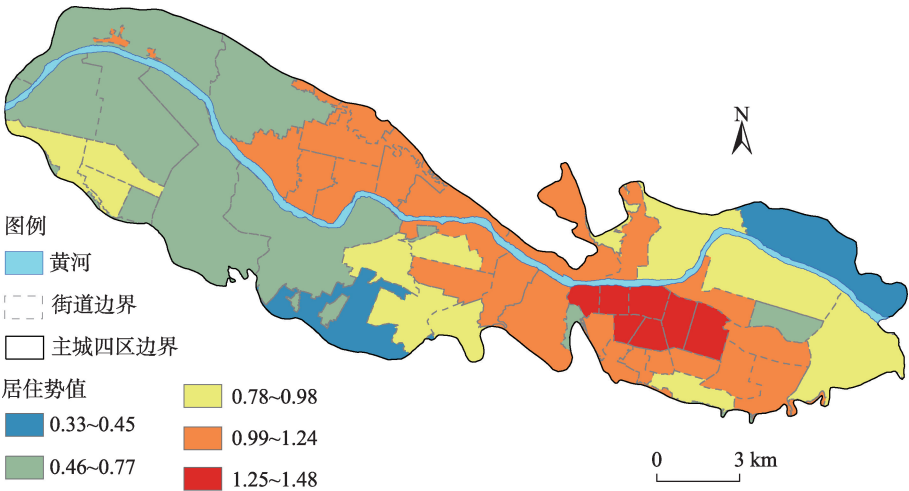 N
图例
黄河
街道边界
主城四区边界
居住势值
0.33~0.45
0.46~0.77
0.78~0.98
0.99~1.24
1.25~1.48
0 3 km